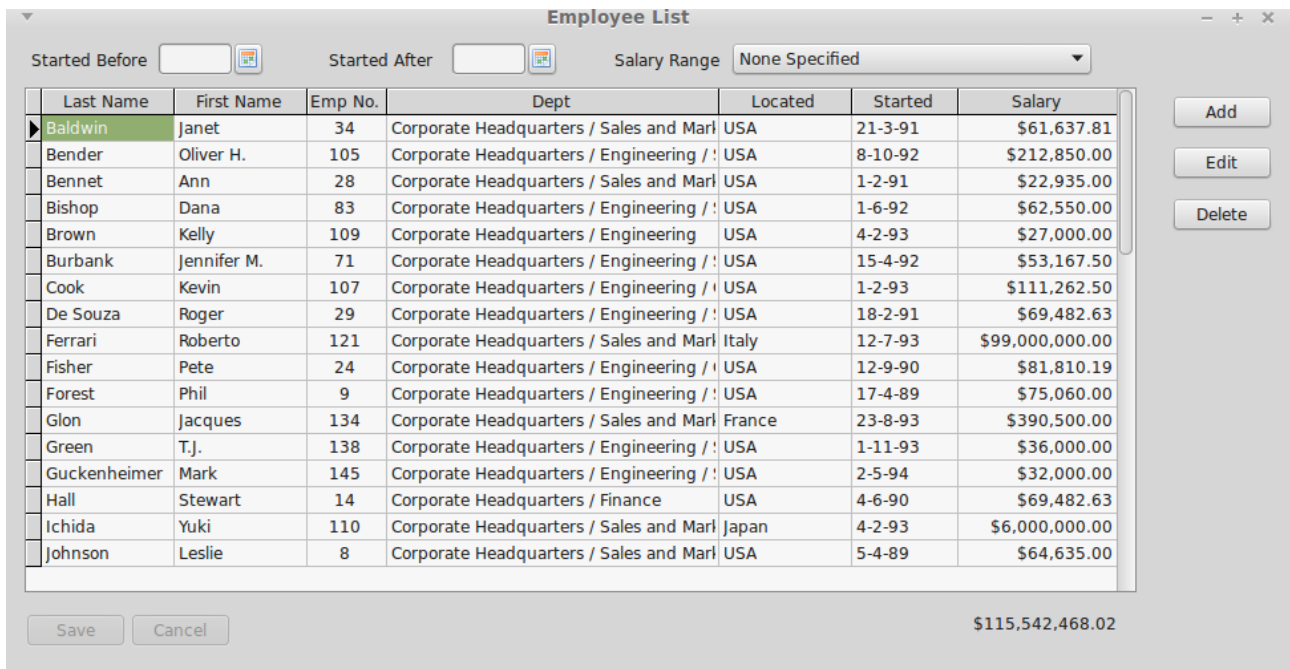 Employee List
Started Before Started After Salary Range None Specified
Last Name First Name Emp No. Dept Located Started Salary
Baldwin Janet 34 Corporate Headquarters / Sales and Mark USA 21-3-91 $61,637.81
Bender Oliver H. 105 Corporate Headquarters / Engineering / USA 8-10-92 $212,850.00
Bennet Ann 28 Corporate Headquarters / Sales and Mark USA 1-2-91 $22,935.00
Bishop Dana 83 Corporate Headquarters / Engineering / USA 1-6-92 $62,550.00
Brown Kelly 109 Corporate Headquarters / Engineering USA 4-2-93 $27,000.00
Burbank Jennifer M. 71 Corporate Headquarters / Engineering / USA 15-4-92 $53,167.50
Cook Kevin 107 Corporate Headquarters / Engineering / USA 1-2-93 $111,262.50
De Souza Roger 29 Corporate Headquarters / Engineering / USA 18-2-91 $69,482.63
Ferrari Roberto 121 Corporate Headquarters / Sales and Mark Italy 12-7-93 $99,000,000.00
Fisher Pete 24 Corporate Headquarters / Engineering / USA 12-9-90 $81,810.19
Forest Phil 9 Corporate Headquarters / Engineering / USA 17-4-89 $75,060.00
Glon Jacques 134 Corporate Headquarters / Sales and Mark France 23-8-93 $390,500.00
Green T.J. 138 Corporate Headquarters / Engineering / USA 1-11-93 $36,000.00
Guckenheimer Mark 145 Corporate Headquarters / Engineering / USA 2-5-94 $32,000.00
Hall Stewart 14 Corporate Headquarters / Finance USA 4-6-90 $69,482.63
Ichida Yuki 110 Corporate Headquarters / Sales and Mark Japan 4-2-93 $6,000,000.00
Johnson Leslie 8 Corporate Headquarters / Sales and Mark USA 5-4-89 $64,635.00
Add
Edit
Delete
Save Cancel $115,542,468.02